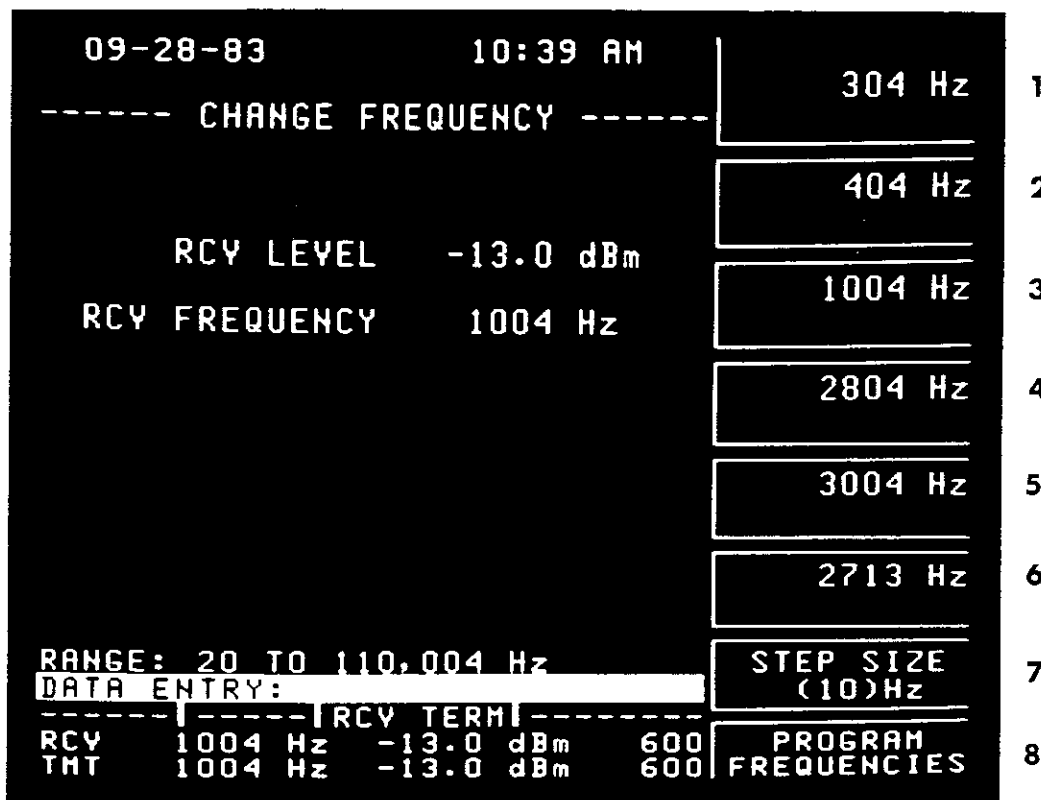 09-28-83 10:39 AM
------ CHANGE FREQUENCY ------
RCV LEVEL -13.0 dBm
RCV FREQUENCY 1004 Hz
RANGE: 20 TO 110,004 Hz
DATA ENTRY:
------ ----- RCV TERM --------
RCV 1004 Hz -13.0 dBm 600
TMT 1004 Hz -13.0 dBm 600
304 Hz 1
404 Hz 2
1004 Hz 3
2804 Hz 4
3004 Hz 5
2713 Hz 6
STEP SIZE 7
(10)Hz
PROGRAM 8
FREQUENCIES